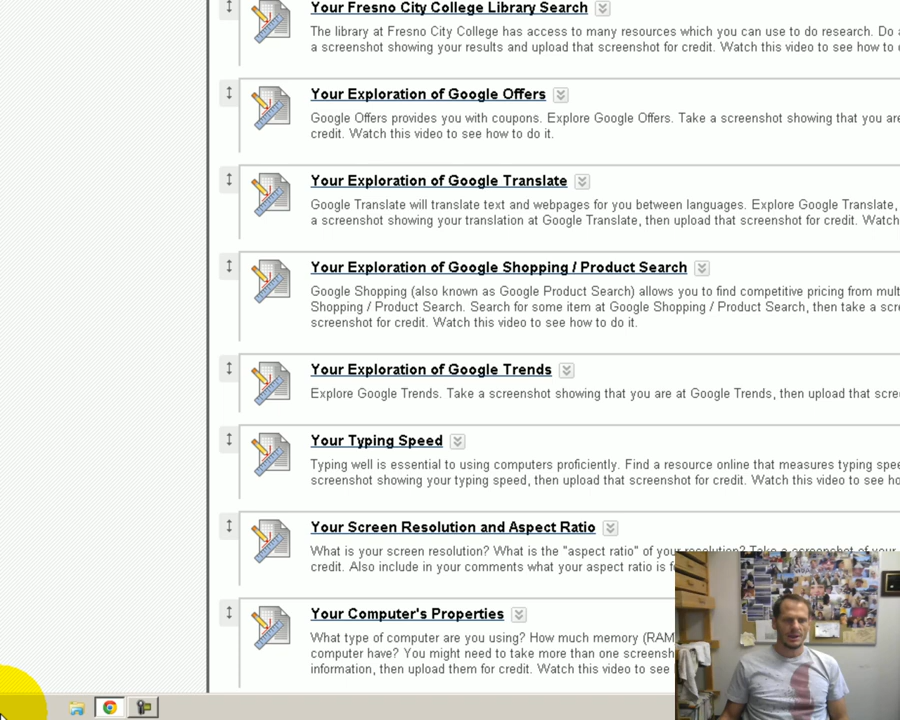 Your Fresno City College Library Search
The library at Fresno City College has access to many resources which you can use to do research. Do
a screenshot showing your results and upload that screenshot for credit. Watch this video to see how to
Your Exploration of Google Offers
Google Offers provides you with coupons. Explore Google Offers. Take a screenshot showing that you are
credit. Watch this video to see how to do it.
Your Exploration of Google Translate
Google Translate will translate text and webpages for you between languages. Explore Google Translate,
a screenshot showing your translation at Google Translate, then upload that screenshot for credit. Watch
Your Exploration of Google Shopping / Product Search
Google Shopping (also known as Google Product Search) allows you to find competitive pricing from
Shopping / Product Search. Search for some item at Google Shopping / Product Search, then take a
screenshot for credit. Watch this video to see how to do it.
Your Exploration of Google Trends
Explore Google Trends. Take a screenshot showing that you are at Google Trends, then upload that
Your Typing Speed
Typing well is essential to using computers proficiently. Find a resource online that measures typing
screenshot showing your typing speed, then upload that screenshot for credit. Watch this video to see
Your Screen Resolution and Aspect Ratio
What is your screen resolution? What is the "aspect ratio" of your resolution? Take a screenshot of your
credit. Also include in your comments what your aspect ratio is
Your Computer's Properties
What type of computer are you using? How much memory (RAM
computer have? You might need to take more than one
information, then upload them for credit. Watch this video to see